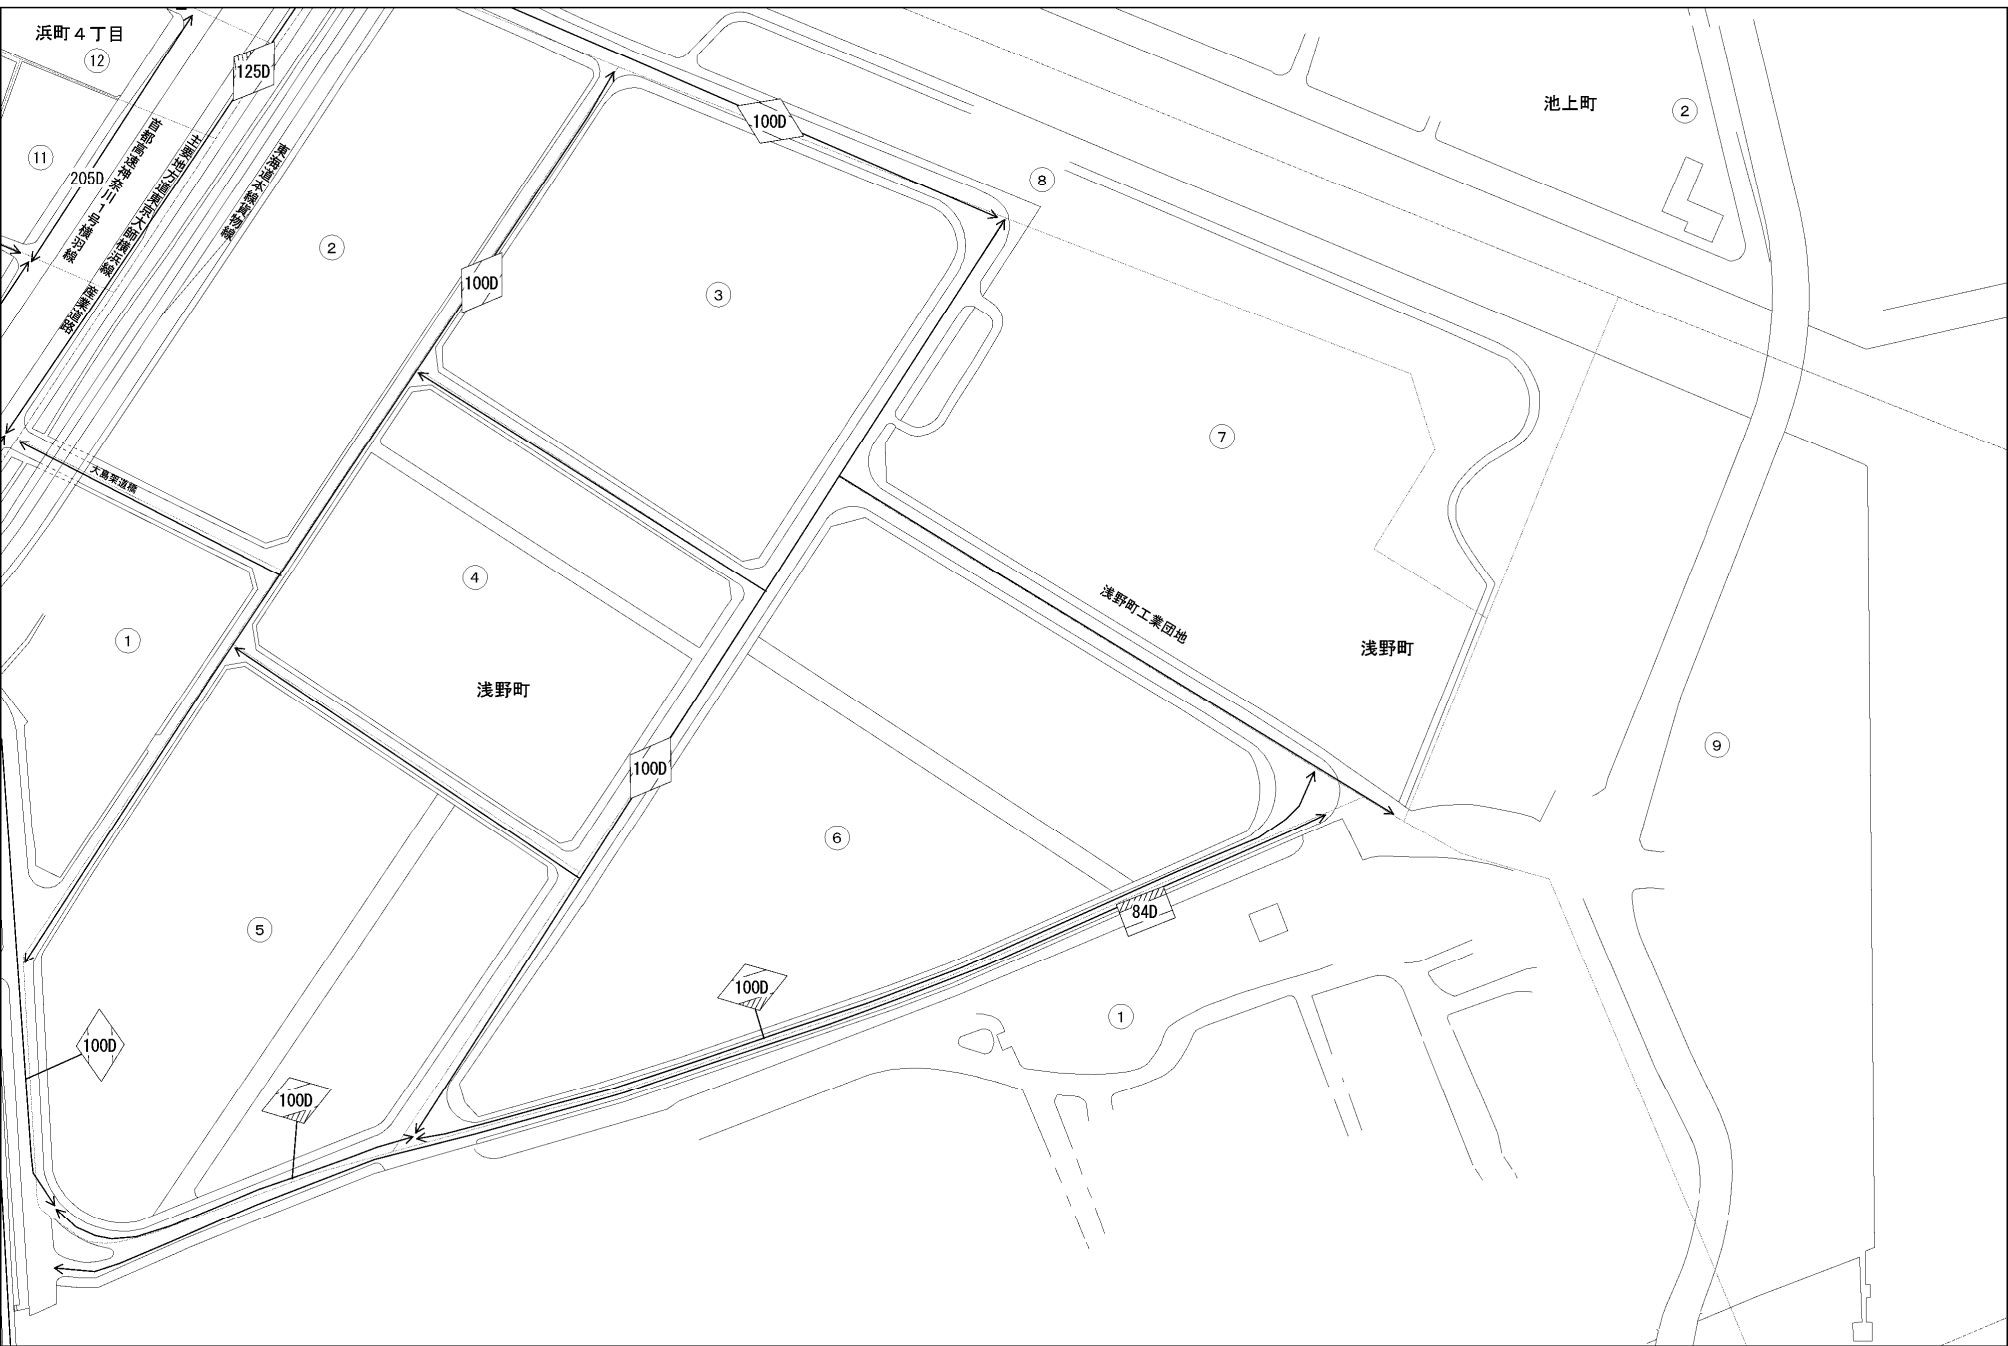 浜町４丁目
12
125D
池上町
2
100D
11
205D
首都高速神奈川１号横羽線
主要地方道東京大師横浜線 産業道路
東海道本線貨物線
8
2
100D
3
7
大島架道橋
4
浅野町工業団地
1
浅野町
浅野町
9
100D
6
84D
5
100D
1
100D
100D